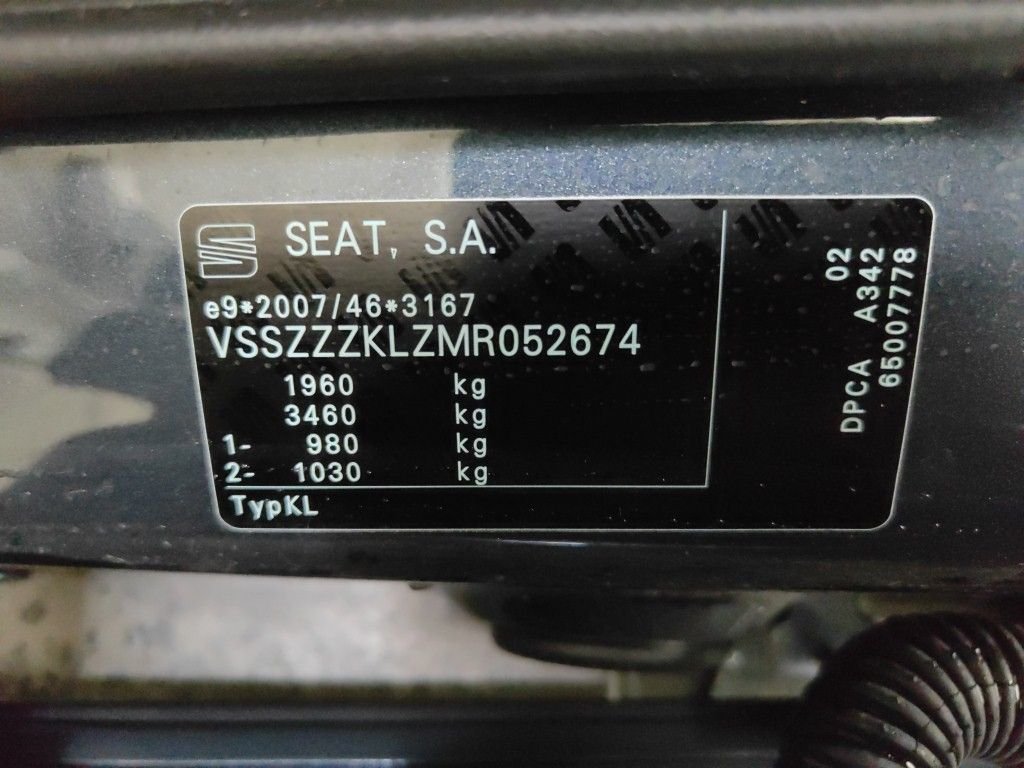 SEAT, S.A.
e9*2007/46*3167
VSSZZZKLZMR052674
1960 kg
3460 kg
1- 980 kg
2- 1030 kg
TypKL
02
DPCA A342
65007778